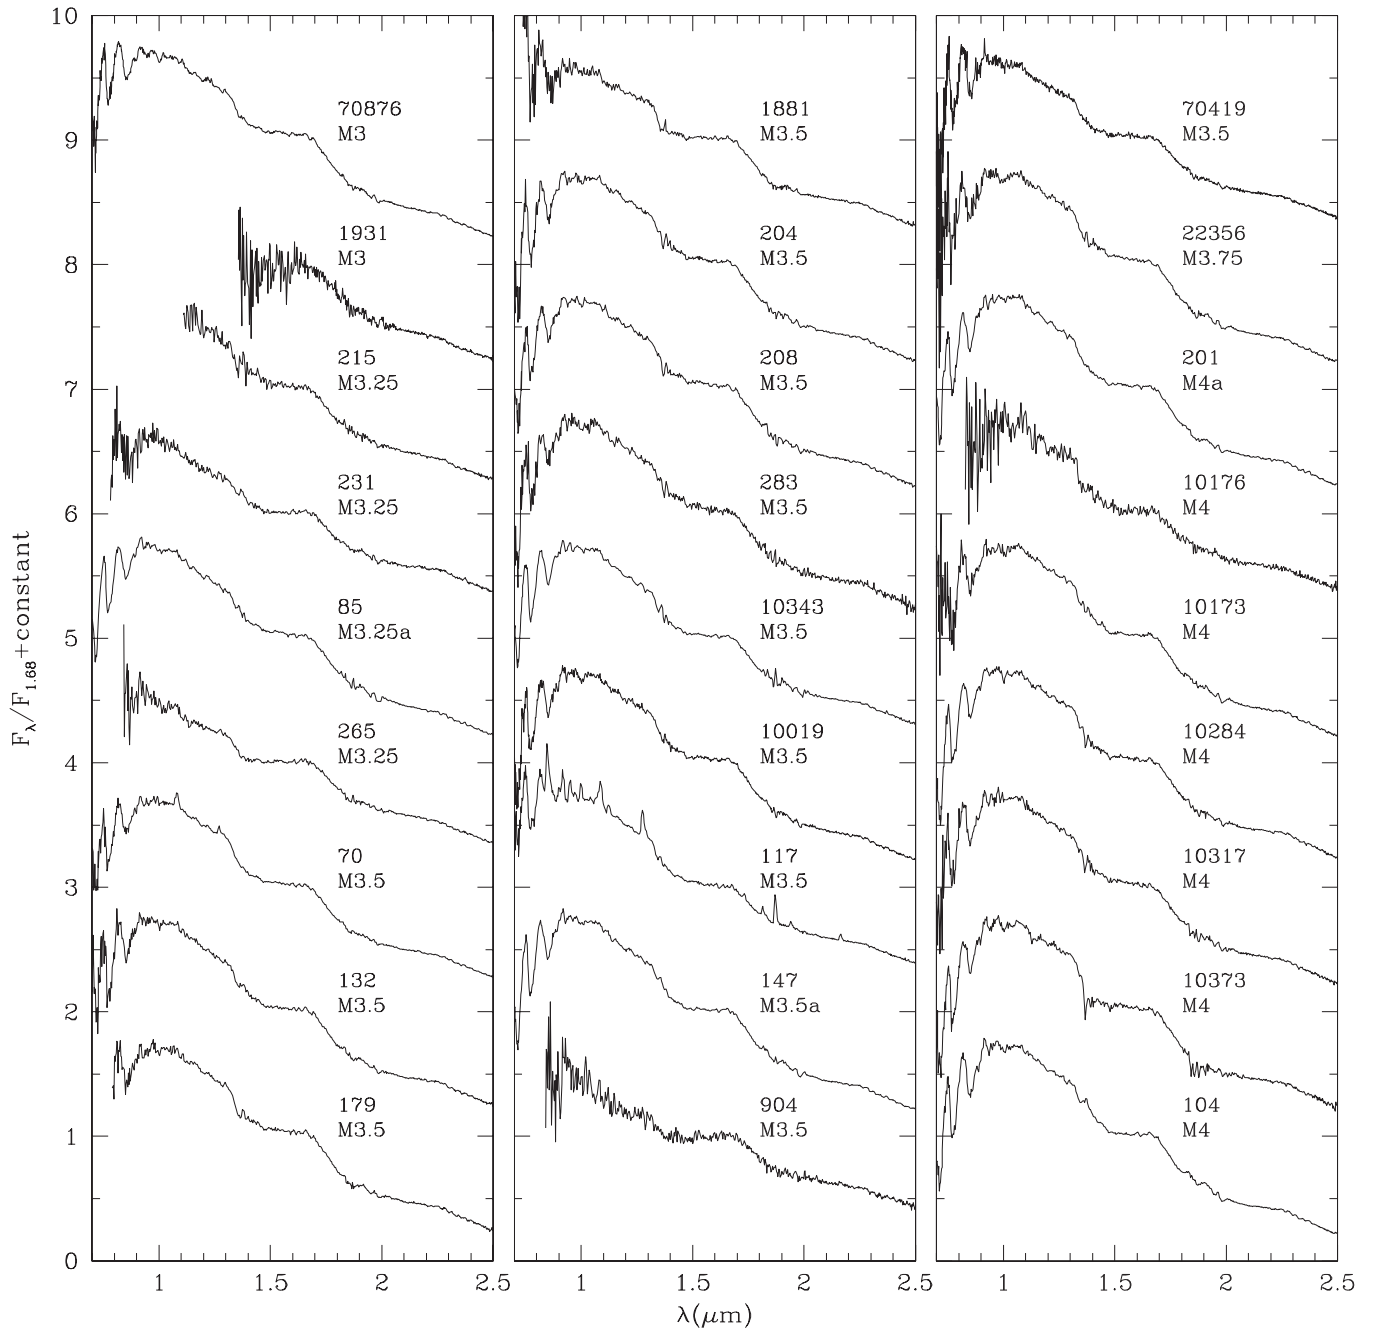 10
9
8
7
6
5
4
3
2
1
0
Fλ/F1.68+constant
70876
M3
1931
M3
215
M3.25
231
M3.25
85
M3.25a
265
M3.25
70
M3.5
132
M3.5
179
M3.5
1881
M3.5
204
M3.5
208
M3.5
283
M3.5
10343
M3.5
10019
M3.5
117
M3.5
147
M3.5a
904
M3.5
70419
M3.5
22356
M3.75
201
M4a
10176
M4
10173
M4
10284
M4
10317
M4
10373
M4
104
M4
1 1.5 2 2.5 1 1.5 2 2.5 1 1.5 2 2.5
λ(μm)